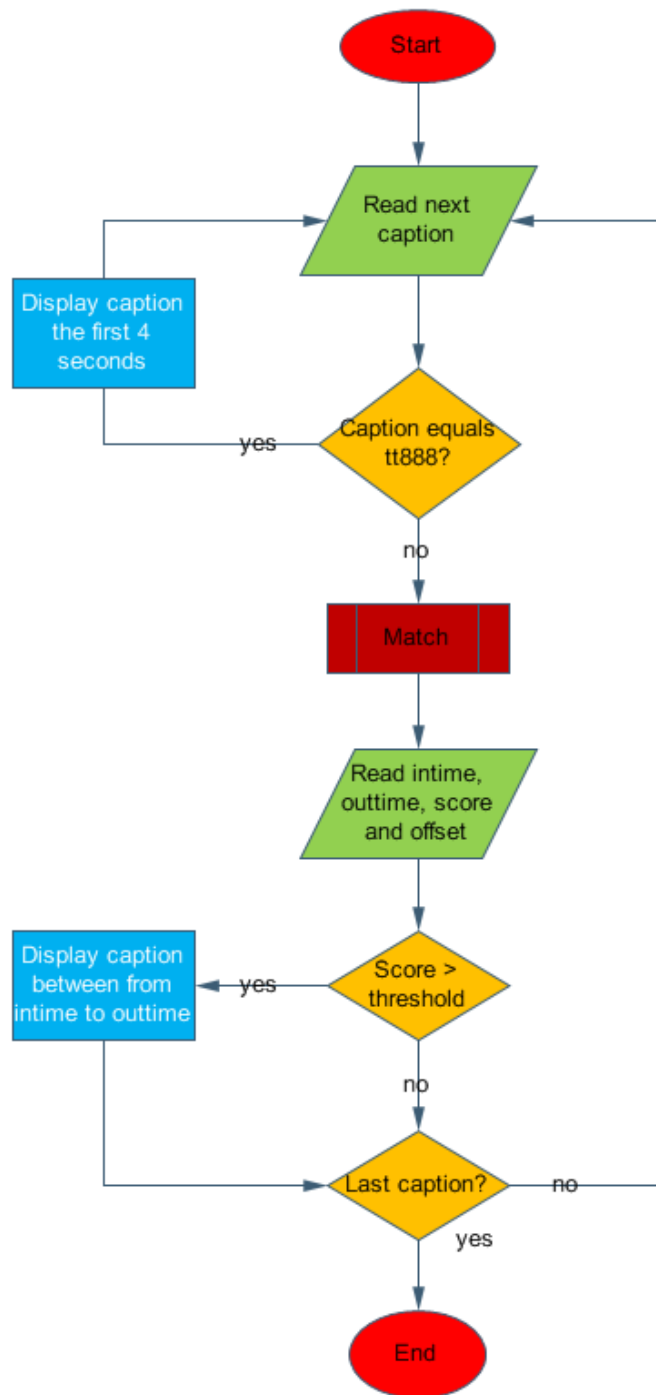 Start
Read next
caption
Display caption
the first 4
seconds
yes
Caption equals
tt888?
no
Match
Read intime,
outtime, score
and offset
Display caption
between from
intime to outtime
yes
Score >
threshold
no
Last caption?
no
yes
End